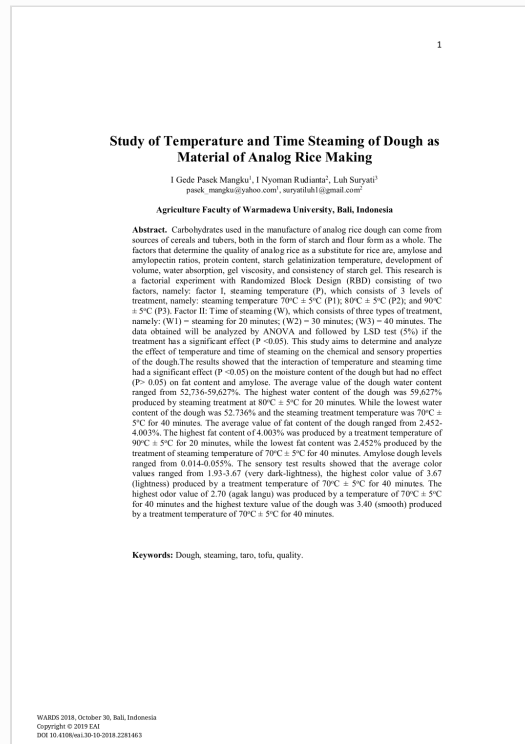 1
Study of Temperature and Time Steaming of Dough as
Material of Analog Rice Making
I Gede Pasek Mangku1, I Nyoman Rudianta2, Luh Suryati3
pasek_mangku@yahoo.com1, suryatiluh1@gmail.com2
Agriculture Faculty of Warmadewa University, Bali, Indonesia
Abstract. Carbohydrates used in the manufacture of analog rice dough can come from
sources of cereals and tubers, both in the form of starch and flour form as a whole. The
factors that determine the quality of analog rice as a substitute for rice are, amylose and
amylopectin ratios, protein content, starch gelatinization temperature, development of
volume, water absorption, gel viscosity, and consistency of starch gel. This research is
a factorial experiment with Randomized Block Design (RBD) consisting of two
factors, namely: factor I, steaming temperature (P), which consists of 3 levels of
treatment, namely: steaming temperature 70ºC ± 5ºC (P1); 80ºC ± 5ºC (P2); and 90ºC
± 5ºC (P3). Factor II: Time of steaming (W), which consists of three types of treatment,
namely: (W1) = steaming for 20 minutes; (W2) = 30 minutes; (W3) = 40 minutes. The
data obtained will be analyzed by ANOVA and followed by LSD test (5%) if the
treatment has a significant effect (P <0.05). This study aims to determine and analyze
the effect of temperature and time of steaming on the chemical and sensory properties
of the dough.The results showed that the interaction of temperature and steaming time
had a significant effect (P <0.05) on the moisture content of the dough but had no effect
(P> 0.05) on fat content and amylose. The average value of the dough water content
ranged from 52,736-59,627%. The highest water content of the dough was 59,627%
produced by steaming treatment at 80ºC ± 5ºC for 20 minutes. While the lowest water
content of the dough was 52.736% and the steaming treatment temperature was 70ºC ±
5ºC for 40 minutes. The average value of fat content of the dough ranged from 2.452-
4.003%. The highest fat content of 4.003% was produced by a treatment temperature of
90ºC ± 5ºC for 20 minutes, while the lowest fat content was 2.452% produced by the
treatment of steaming temperature of 70ºC ± 5ºC for 40 minutes. Amylose dough levels
ranged from 0.014-0.055%. The sensory test results showed that the average color
values ranged from 1.93-3.67 (very dark-lightness), the highest color value of 3.67
(lightness) produced by a treatment temperature of 70ºC ± 5ºC for 40 minutes. The
highest odor value of 2.70 (agak langu) was produced by a temperature of 70ºC ± 5ºC
for 40 minutes and the highest texture value of the dough was 3.40 (smooth) produced
by a treatment temperature of 70ºC ± 5ºC for 40 minutes.
Keywords: Dough, steaming, taro, tofu, quality.
WARDS 2018, October 30, Bali, Indonesia
Copyright © 2019 EAI
DOI 10.4108/eai.30-10-2018.2281463